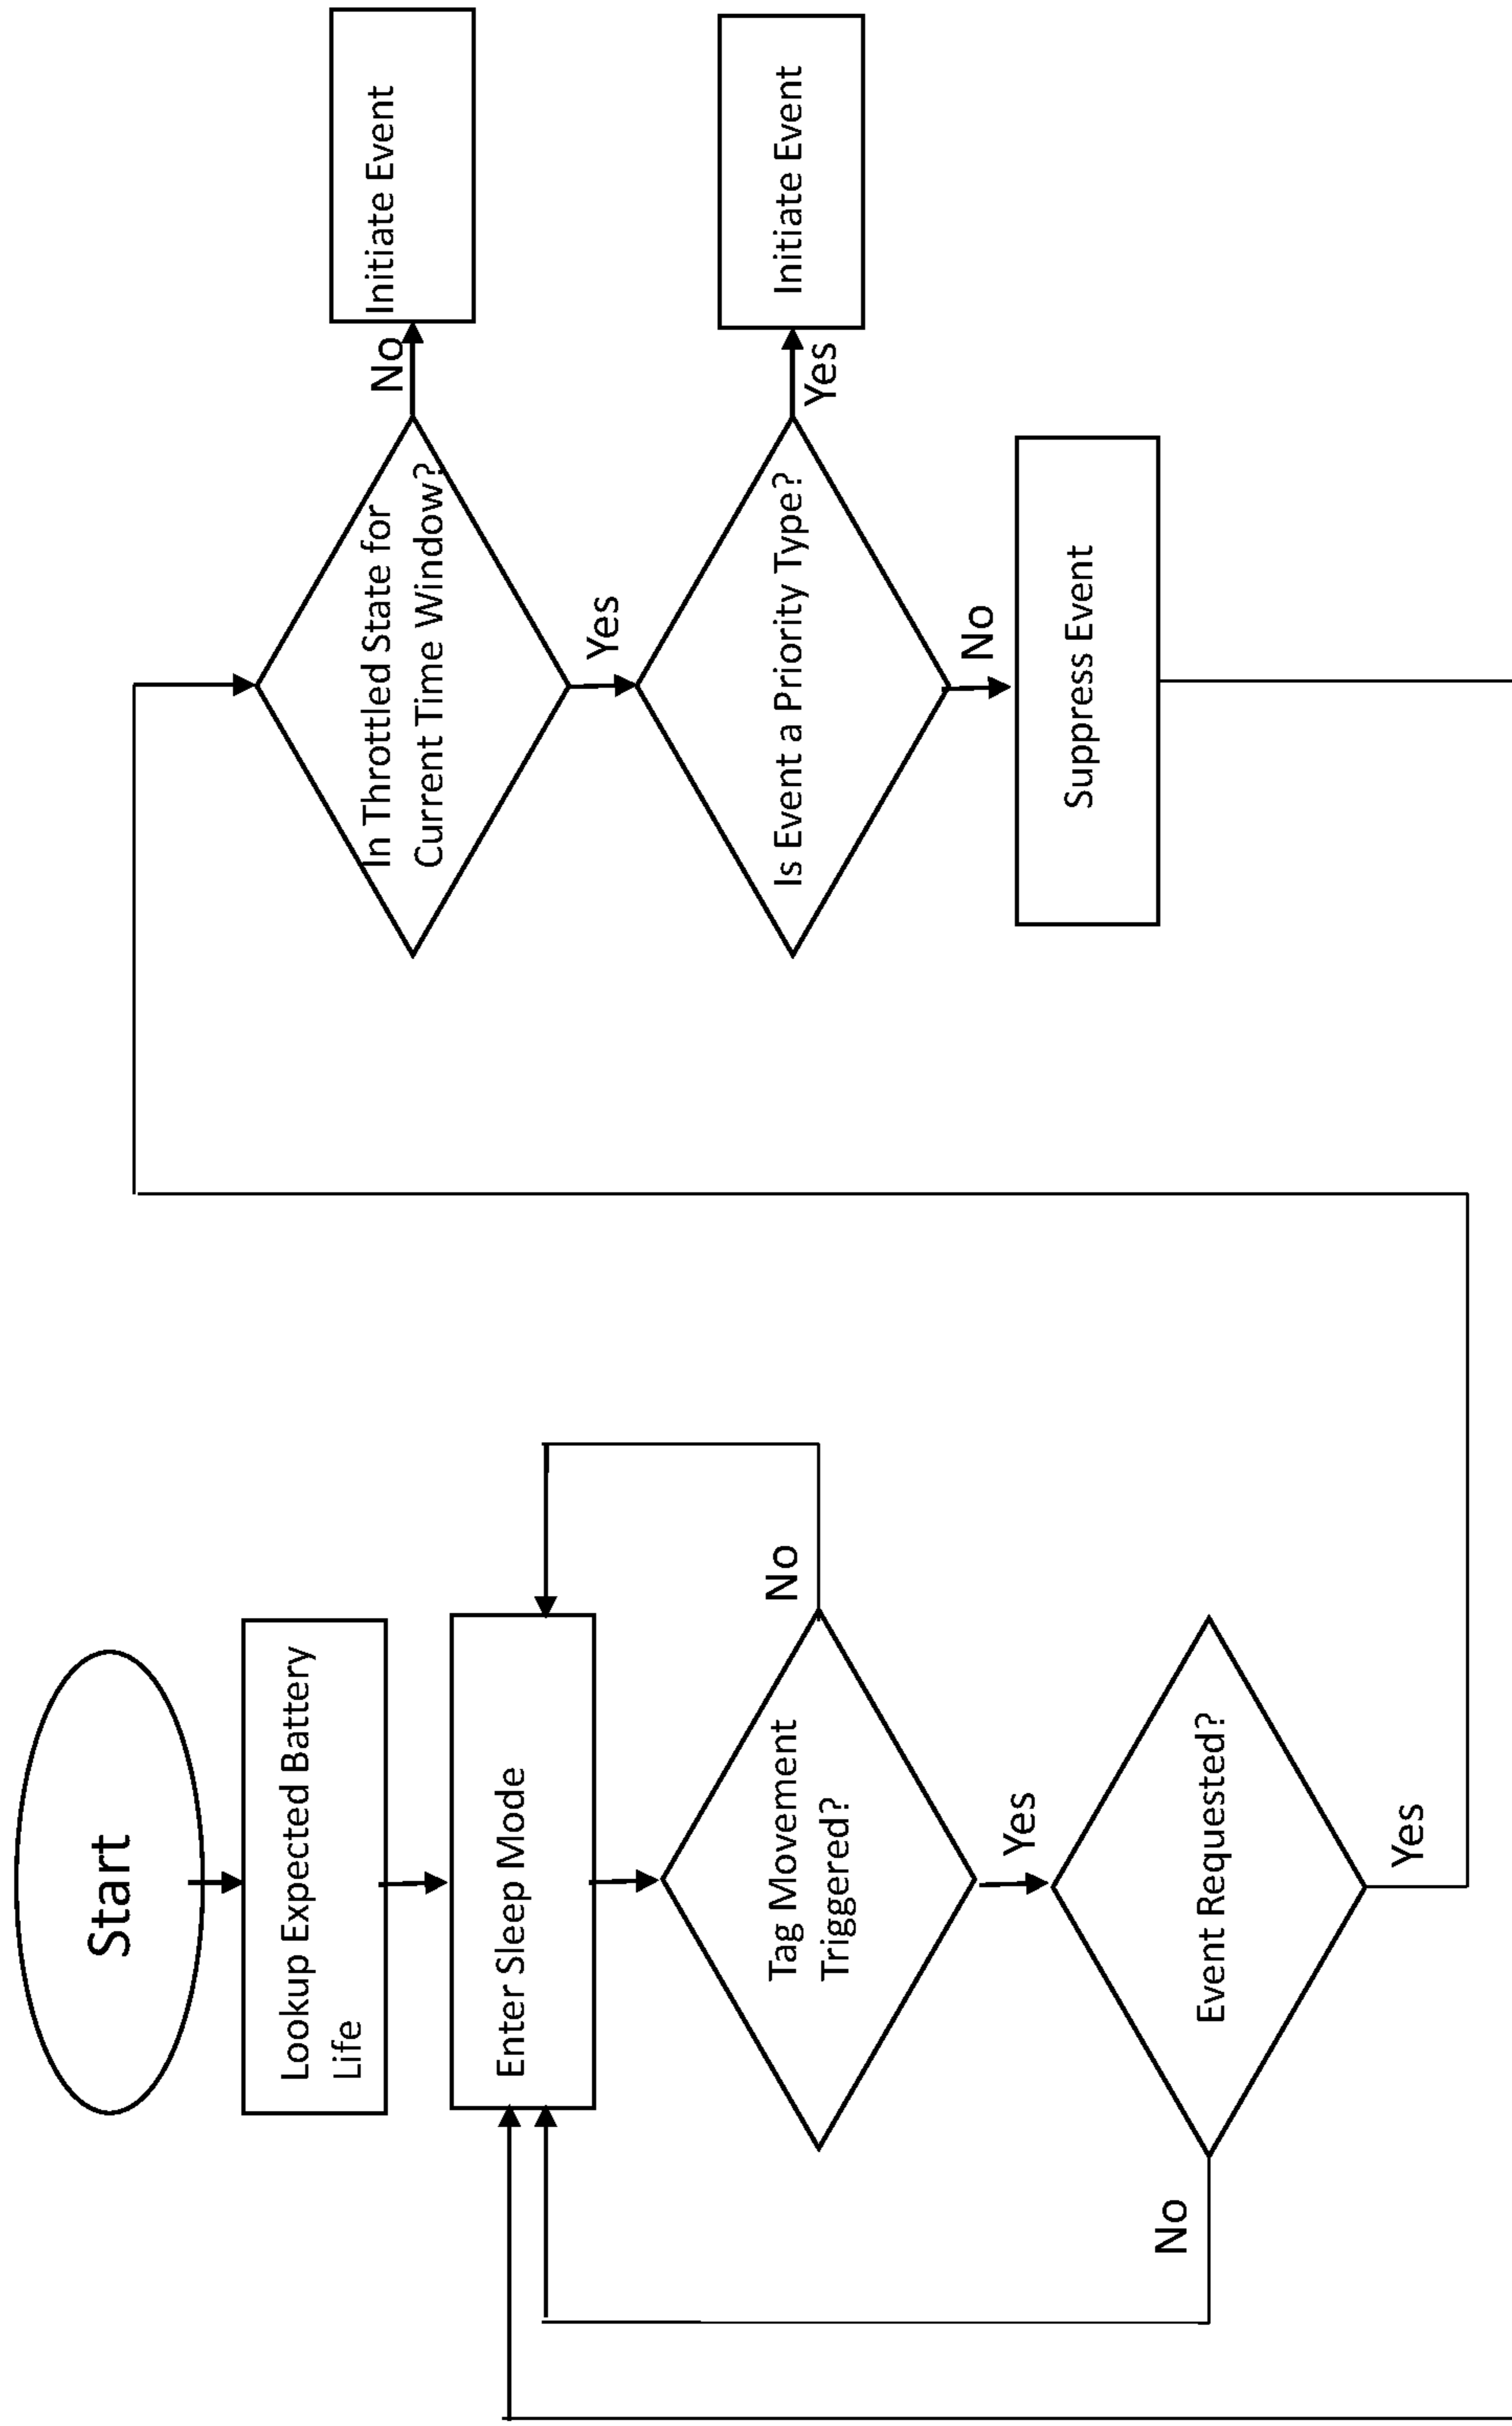 Start
Lookup Expected Battery
Life
Enter Sleep Mode
Tag Movement
Triggered?
No
Yes
Event Requested?
No
Yes
In Throttled State for
Current Time Window?
No
Initiate Event
Yes
Is Event a Priority Type?
Yes
Initiate Event
No
Suppress Event